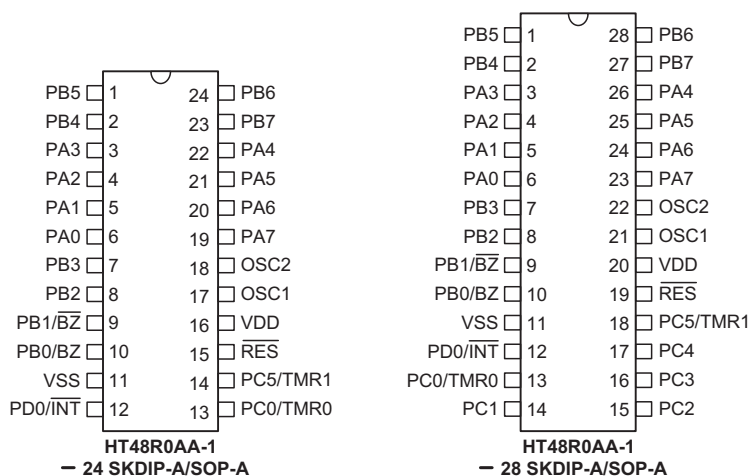 PB5 1 24 PB6
PB4 2 23 PB7
PA3 3 22 PA4
PA2 4 21 PA5
PA1 5 20 PA6
PA0 6 19 PA7
PB3 7 18 OSC2
PB2 8 17 OSC1
PB1/B̅Z̅ 9 16 VDD
PB0/BZ 10 15 R̅E̅S̅
VSS 11 14 PC5/TMR1
PD0/I̅N̅T̅ 12 13 PC0/TMR0
HT48R0AA-1
– 24 SKDIP-A/SOP-A
PB5 1 28 PB6
PB4 2 27 PB7
PA3 3 26 PA4
PA2 4 25 PA5
PA1 5 24 PA6
PA0 6 23 PA7
PB3 7 22 OSC2
PB2 8 21 OSC1
PB1/B̅Z̅ 9 20 VDD
PB0/BZ 10 19 R̅E̅S̅
VSS 11 18 PC5/TMR1
PD0/I̅N̅T̅ 12 17 PC4
PC0/TMR0 13 16 PC3
PC1 14 15 PC2
HT48R0AA-1
– 28 SKDIP-A/SOP-A